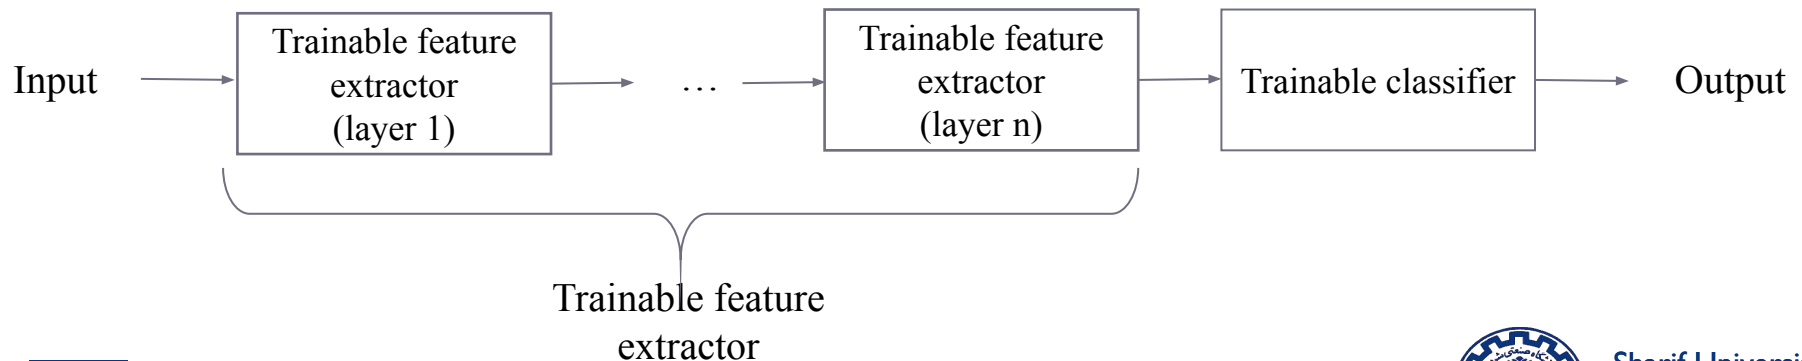 Input
Trainable feature
extractor
(layer 1)
…
Trainable feature
extractor
(layer n)
Trainable classifier
Output
Trainable feature
extractor